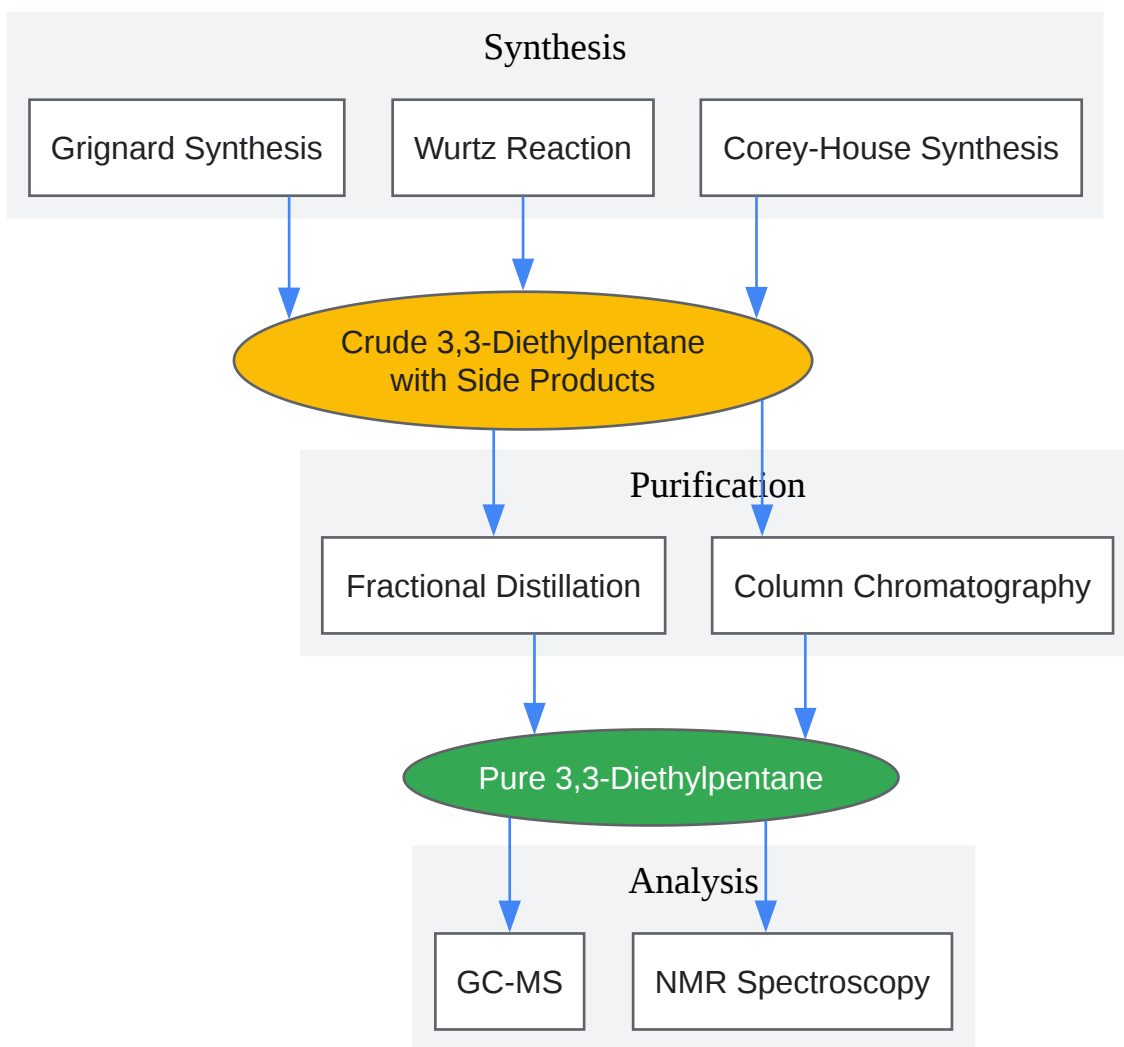 Synthesis
Grignard Synthesis
Wurtz Reaction
Corey-House Synthesis
Crude 3,3-Diethylpentane
with Side Products
Purification
Fractional Distillation
Column Chromatography
Pure 3,3-Diethylpentane
Analysis
GC-MS
NMR Spectroscopy